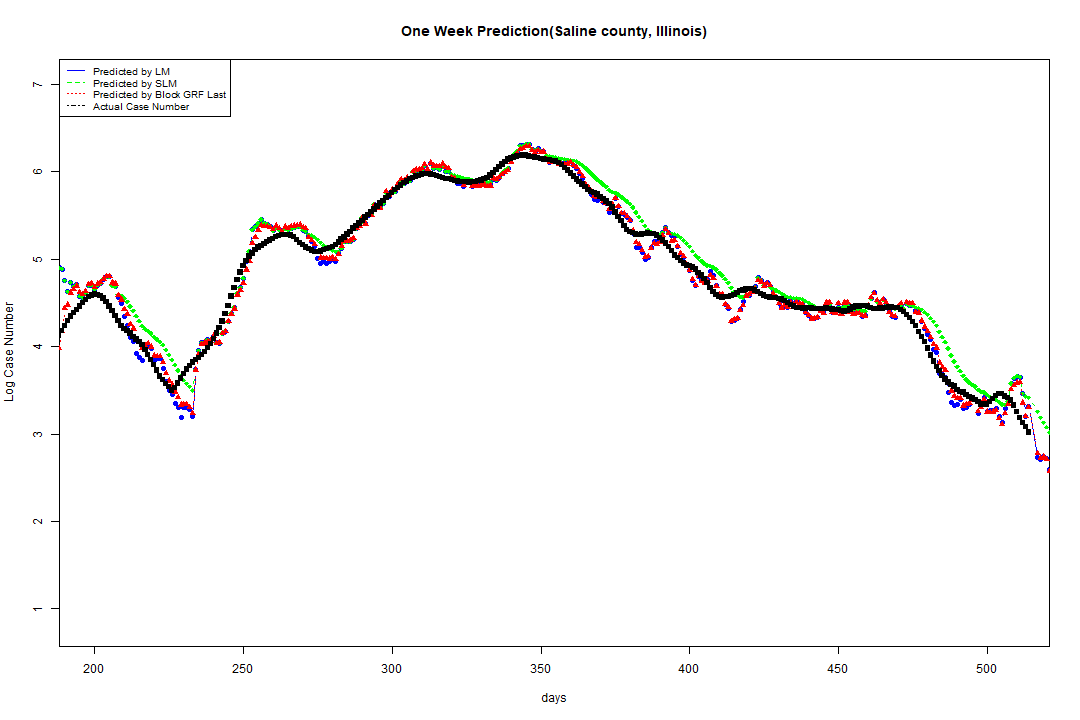 One Week Prediction(Saline county, Illinois)
Predicted by LM
Predicted by SLM
Predicted by Block GRF Last
Actual Case Number
7
6
5
4
3
2
1
Log Case Number
200 250 300 350 400 450 500
days